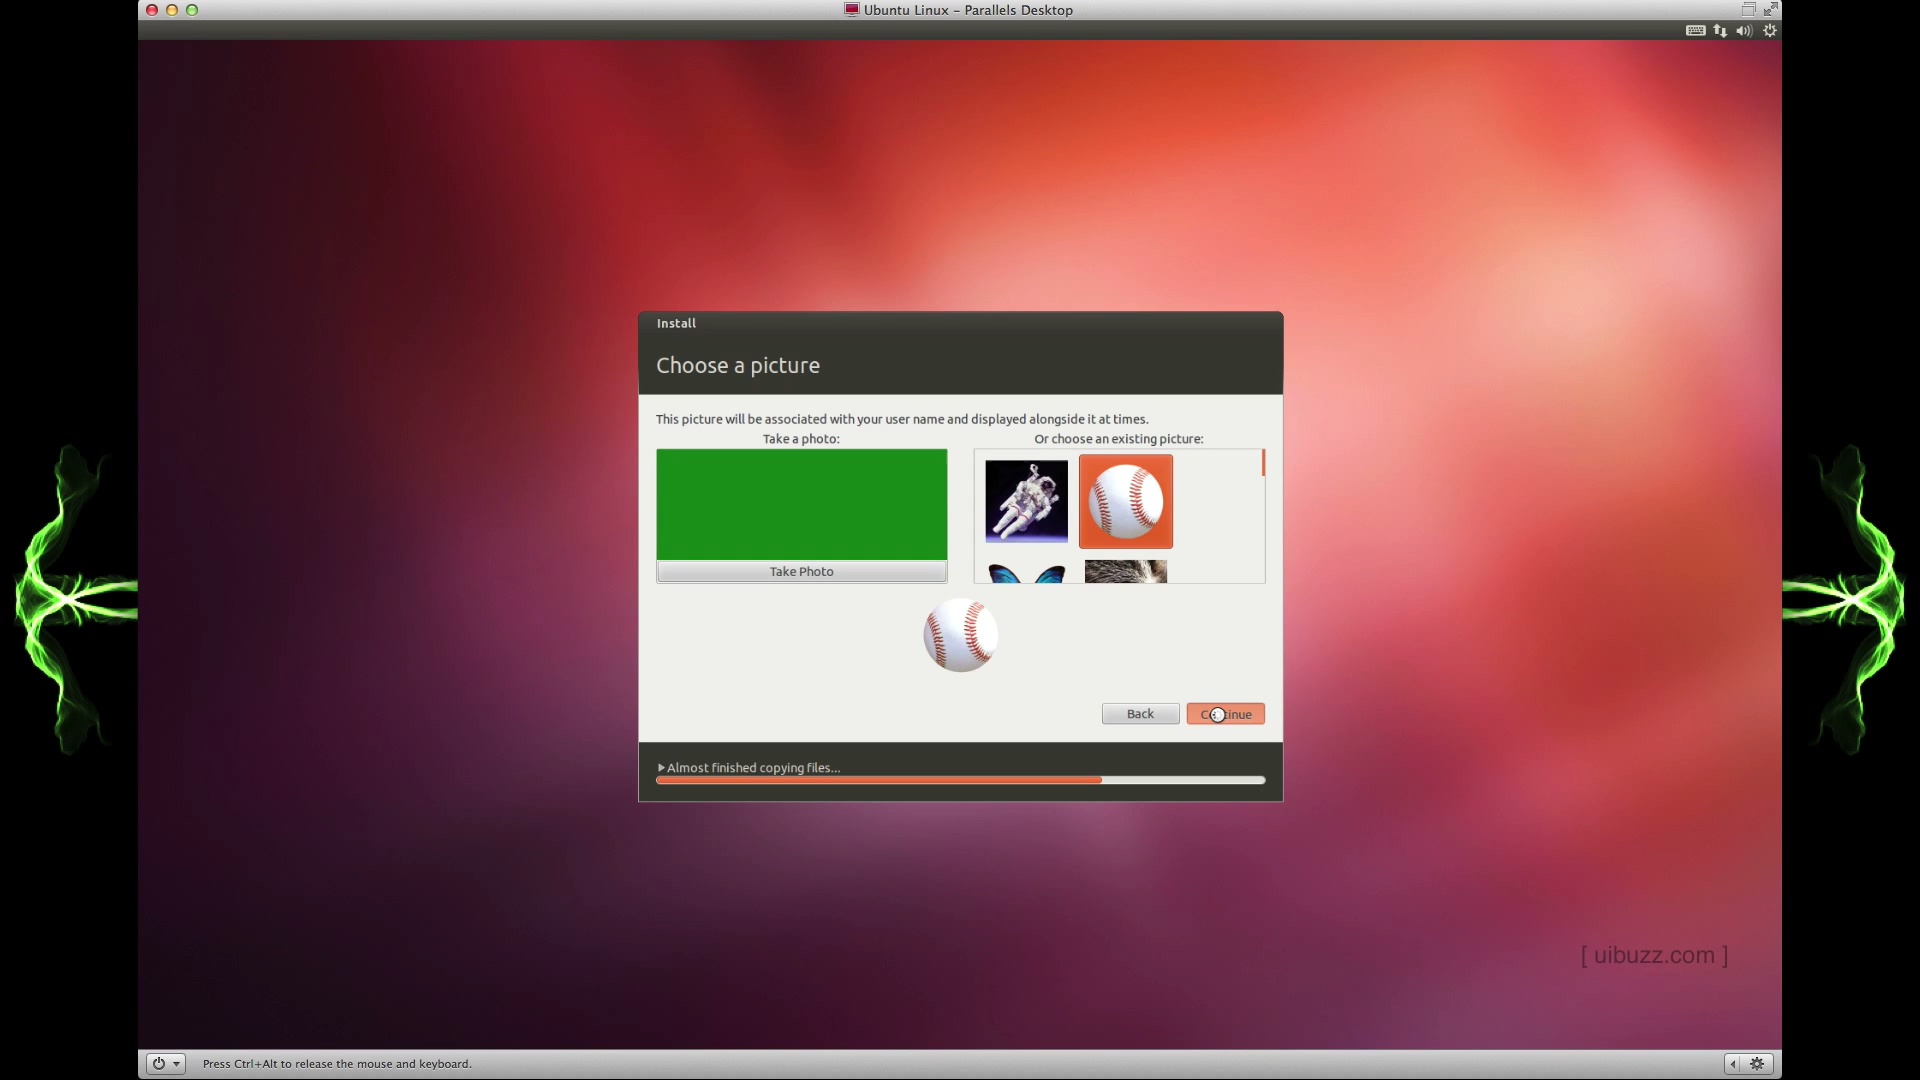 Ubuntu Linux - Parallels Desktop
Install
Choose a picture
This picture will be associated with your user name and displayed alongside it at times.
Take a photo:
Or choose an existing picture:
Take Photo
Back
Continue
Almost finished copying files...
[ uibuzz.com ]
Press Ctrl+Alt to release the mouse and keyboard.